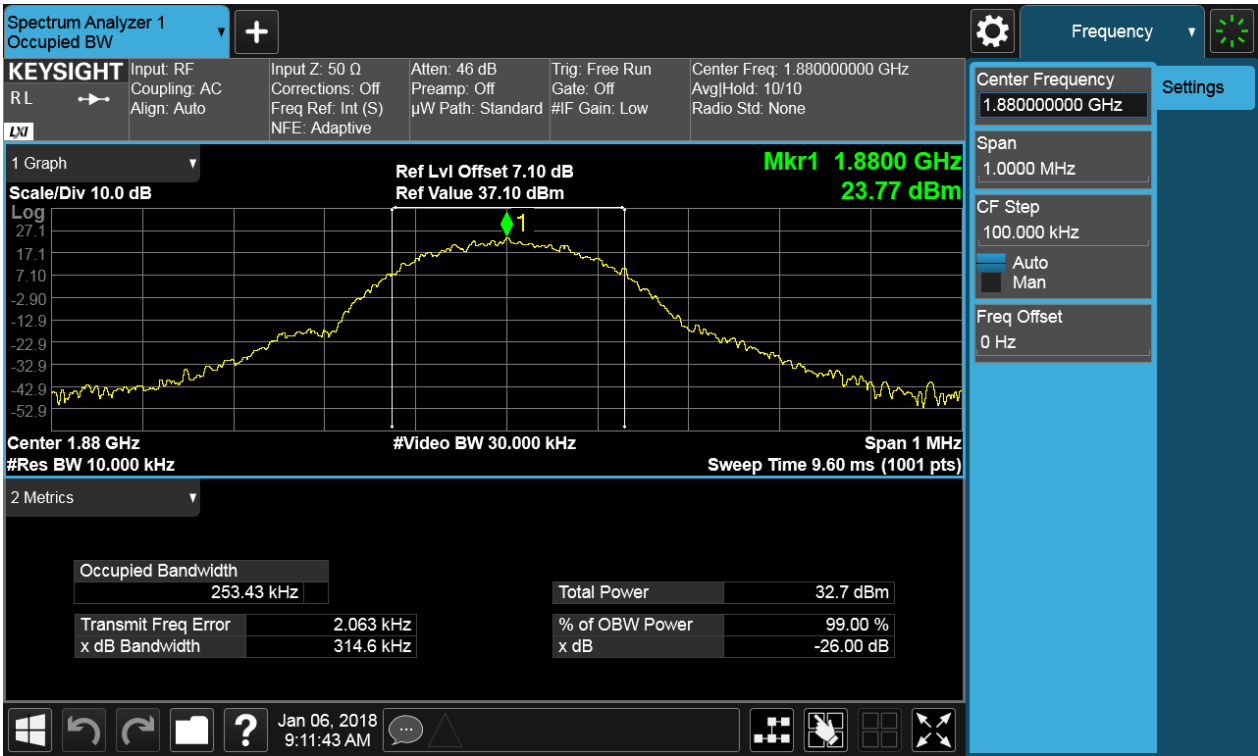 Spectrum Analyzer 1
Occupied BW
+
Frequency
KEYSIGHT
R L
LXI
Input: RF
Coupling: AC
Align: Auto
Input Z: 50 Ω
Corrections: Off
Freq Ref: Int (S)
NFE: Adaptive
Atten: 46 dB
Preamp: Off
µW Path: Standard
Trig: Free Run
Gate: Off
#IF Gain: Low
Center Freq: 1.880000000 GHz
Avg|Hold: 10/10
Radio Std: None
Center Frequency
1.880000000 GHz
Settings
Span
1.0000 MHz
CF Step
100.000 kHz
Auto
Man
Freq Offset
0 Hz
1 Graph
Scale/Div 10.0 dB
Ref Lvl Offset 7.10 dB
Ref Value 37.10 dBm
Mkr1 1.8800 GHz
23.77 dBm
Log
27.1
17.1
7.10
-2.90
-12.9
-22.9
-32.9
-42.9
-52.9
1
Center 1.88 GHz
#Video BW 30.000 kHz
Span 1 MHz
#Res BW 10.000 kHz
Sweep Time 9.60 ms (1001 pts)
2 Metrics
Occupied Bandwidth
253.43 kHz
Total Power 32.7 dBm
Transmit Freq Error 2.063 kHz
% of OBW Power 99.00 %
x dB Bandwidth 314.6 kHz
x dB -26.00 dB
?
Jan 06, 2018
9:11:43 AM